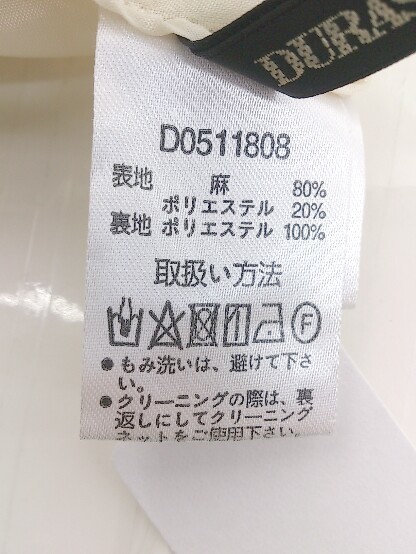 DURAS
D0511808
表地 麻 80%
ポリエステル 20%
裏地 ポリエステル 100%
取扱い方法
F
●もみ洗いは、避けて下さ
い。
●クリーニングの際は、裏
返しにしてクリーニング
ネットをご使用下さい。